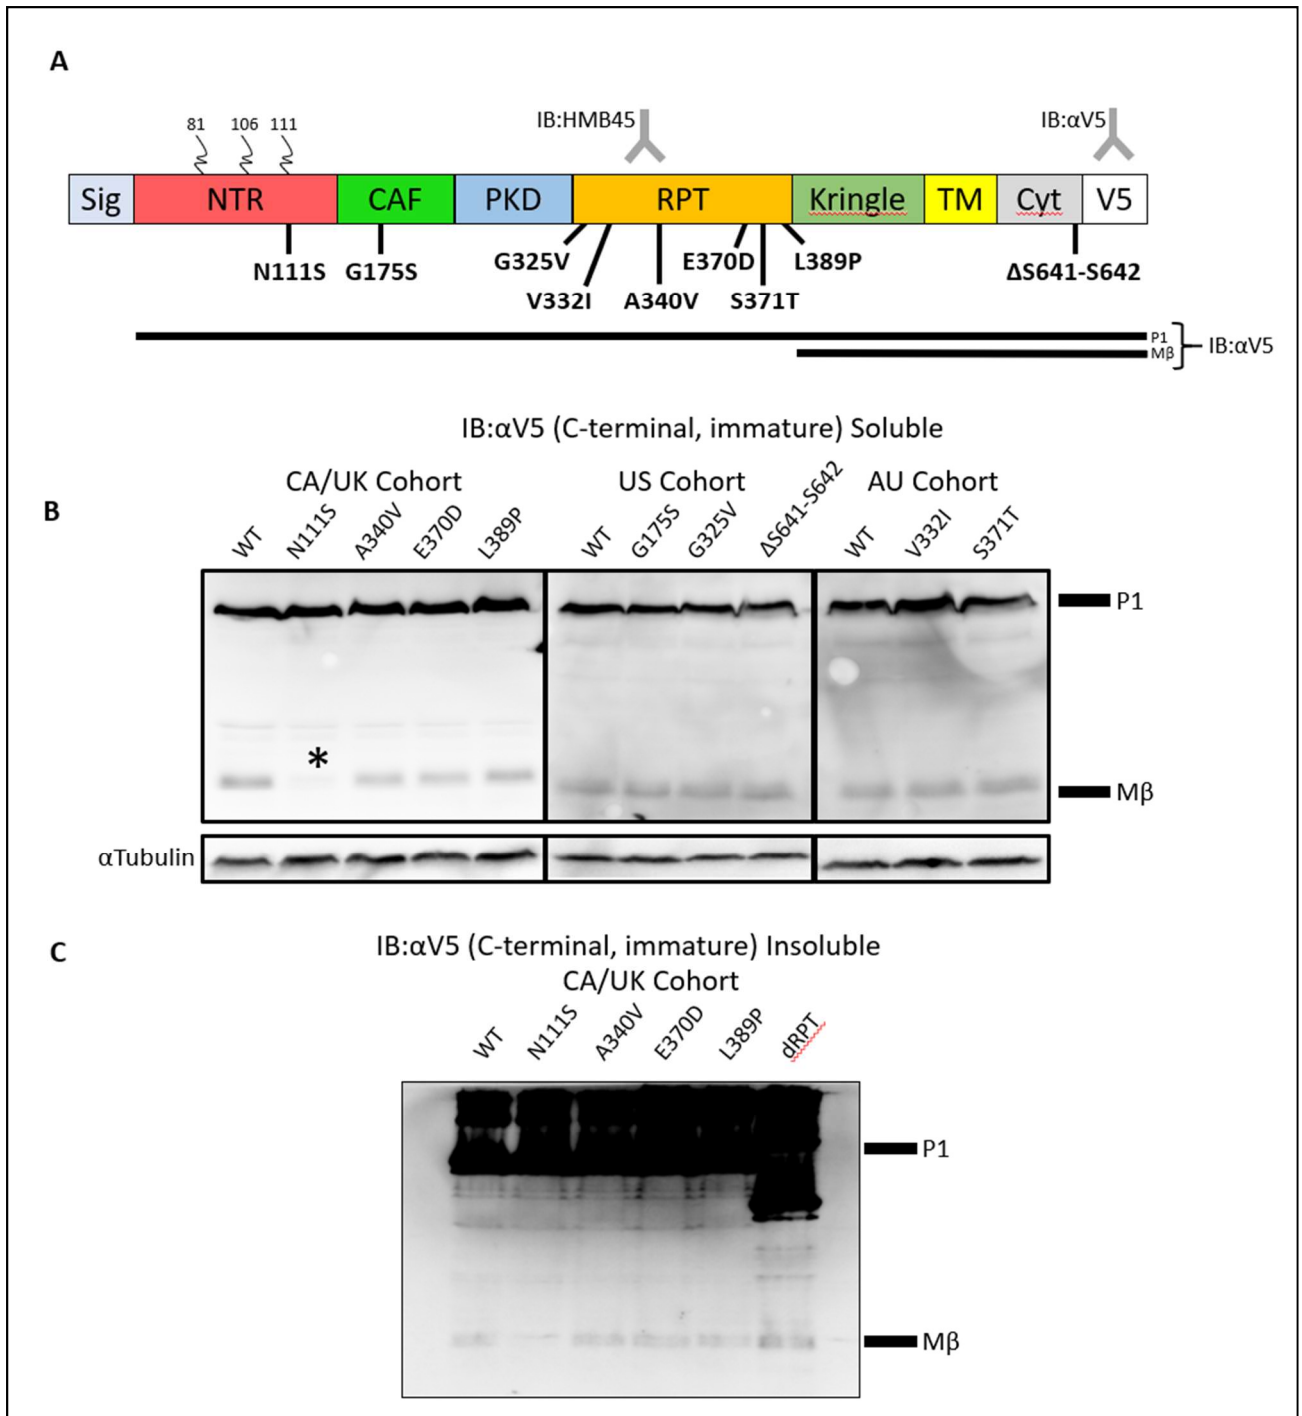 A
81 106 111
IB:HMB45
IB:αV5
Sig NTR CAF PKD RPT Kringle TM Cyt V5
N111S G175S G325V E370D L389P ΔS641-S642
V332I A340V S371T
P1
Mβ
IB:αV5
IB:αV5 (C-terminal, immature) Soluble
B
CA/UK Cohort US Cohort AU Cohort
WT N111S A340V E370D L389P WT G175S G325V ΔS641-S642 WT V332I S371T
P1
*
Mβ
αTubulin
C
IB:αV5 (C-terminal, immature) Insoluble
CA/UK Cohort
WT N111S A340V E370D L389P dRPT
P1
Mβ